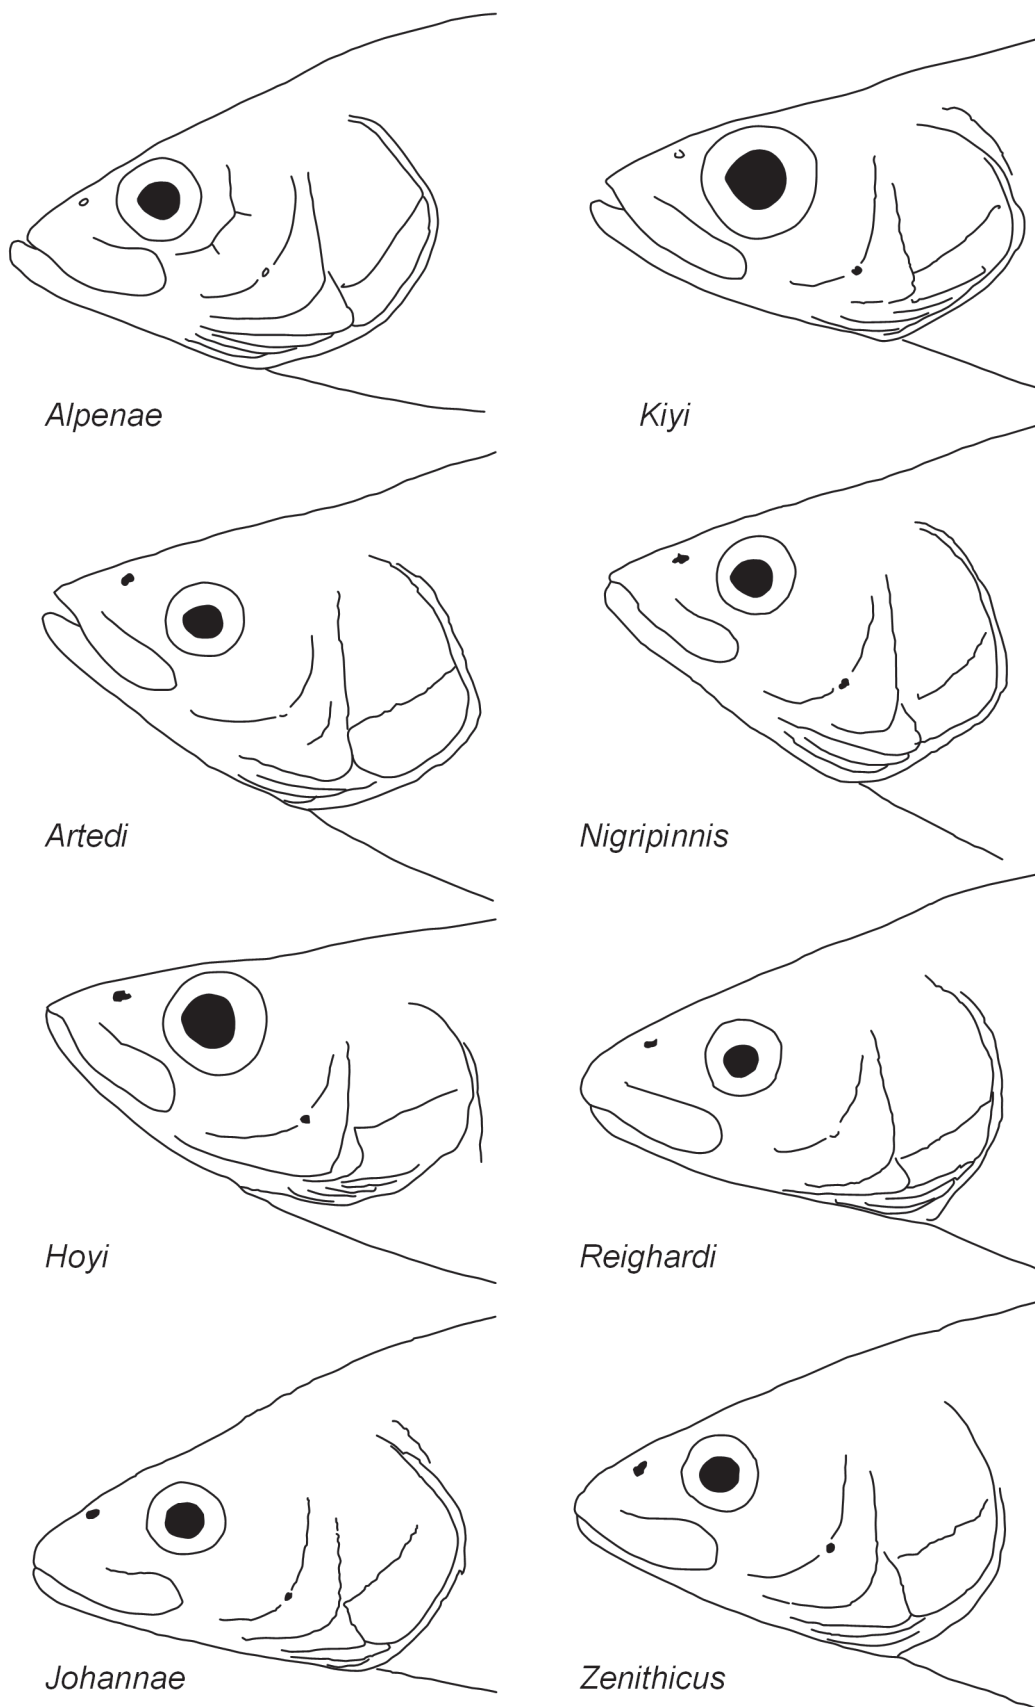 Alpenae
Kiyi
Artedi
Nigripinnis
Hoyi
Reighardi
Johannae
Zenithicus